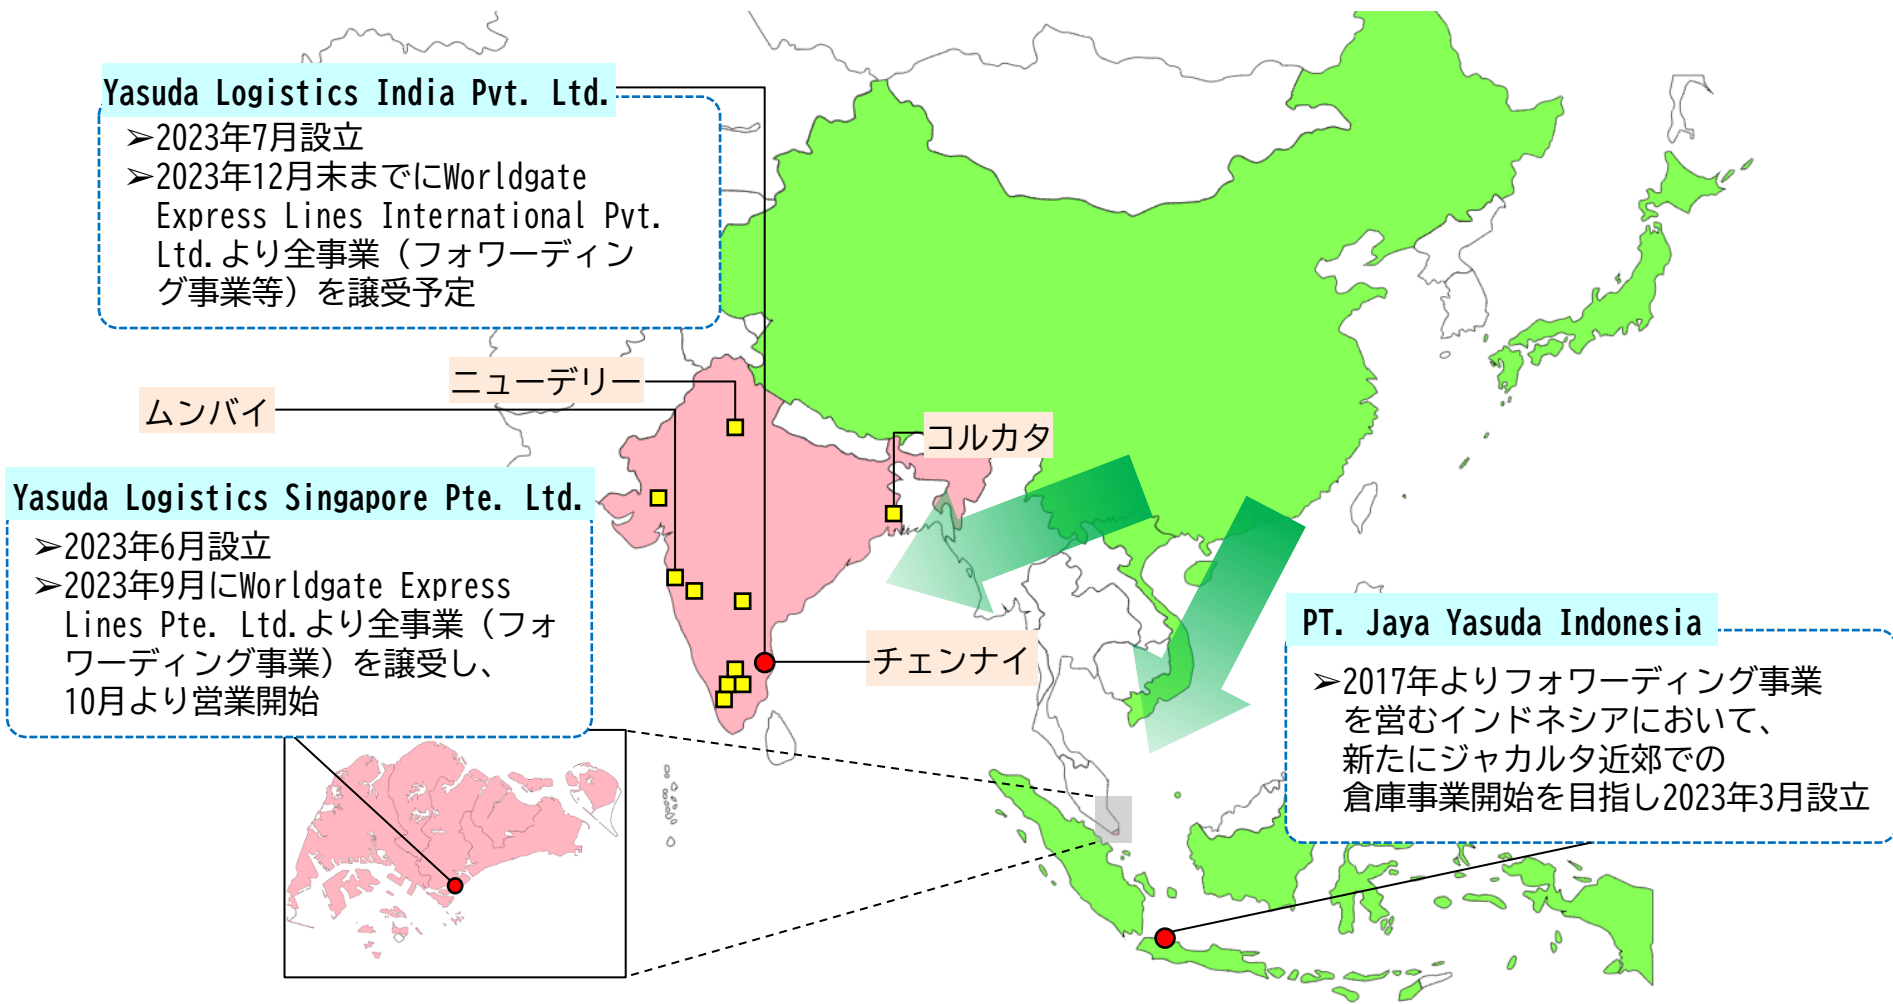 Yasuda Logistics India Pvt. Ltd.
➢2023年7月設立
➢2023年12月末までにWorldgate
Express Lines International Pvt.
Ltd.より全事業（フォワーディン
グ事業等）を譲受予定
ニューデリー
ムンバイ
コルカタ
Yasuda Logistics Singapore Pte. Ltd.
➢2023年6月設立
➢2023年9月にWorldgate Express
Lines Pte. Ltd.より全事業（フォ
ワーディング事業）を譲受し、
10月より営業開始
チェンナイ
PT. Jaya Yasuda Indonesia
➢2017年よりフォワーディング事業
を営むインドネシアにおいて、
新たにジャカルタ近郊での
倉庫事業開始を目指し2023年3月設立